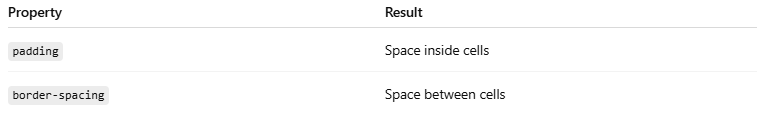 Property Result
padding Space inside cells
border-spacing Space between cells